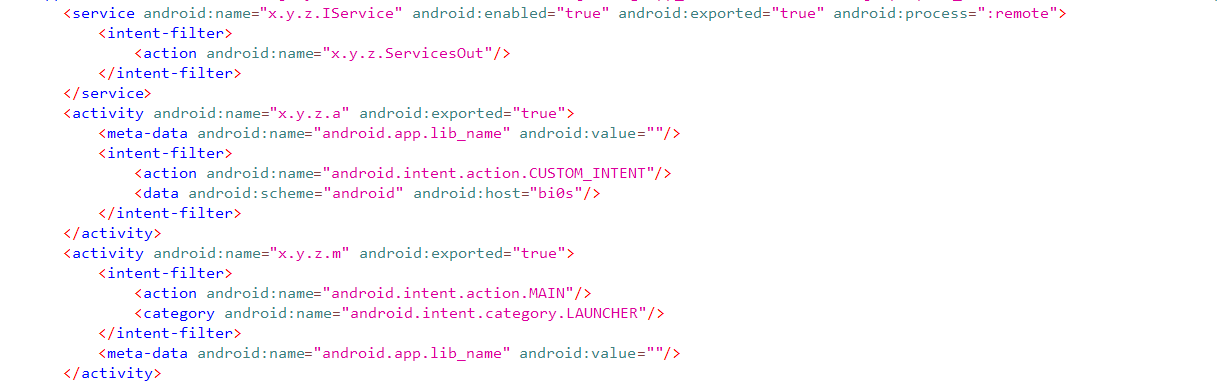 <service android:name="x.y.z.IService" android:enabled="true" android:exported="true" android:process=":remote">
<intent-filter>
<action android:name="x.y.z.ServicesOut"/>
</intent-filter>
</service>
<activity android:name="x.y.z.a" android:exported="true">
<meta-data android:name="android.app.lib_name" android:value=""/>
<intent-filter>
<action android:name="android.intent.action.CUSTOM_INTENT"/>
<data android:scheme="android" android:host="bi0s"/>
</intent-filter>
</activity>
<activity android:name="x.y.z.m" android:exported="true">
<intent-filter>
<action android:name="android.intent.action.MAIN"/>
<category android:name="android.intent.category.LAUNCHER"/>
</intent-filter>
<meta-data android:name="android.app.lib_name" android:value=""/>
</activity>